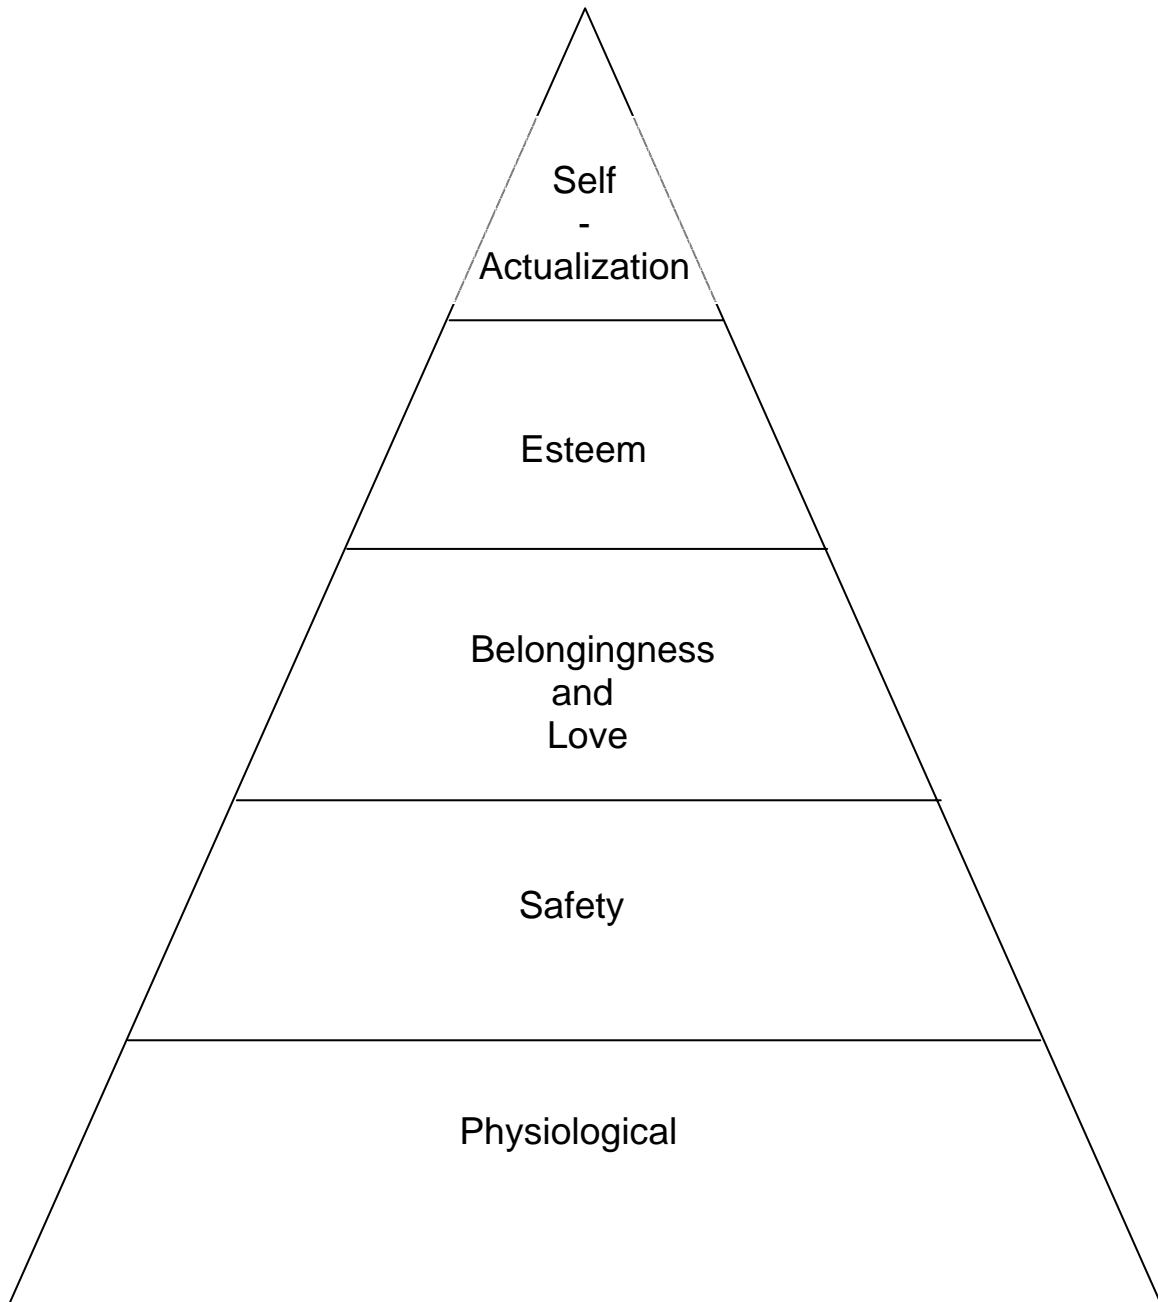 Self
-
Actualization
Esteem
Belongingness
and
Love
Safety
Physiological